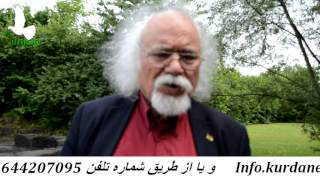 644207095 و یا از طریق شماره تلفن Info.kurdane